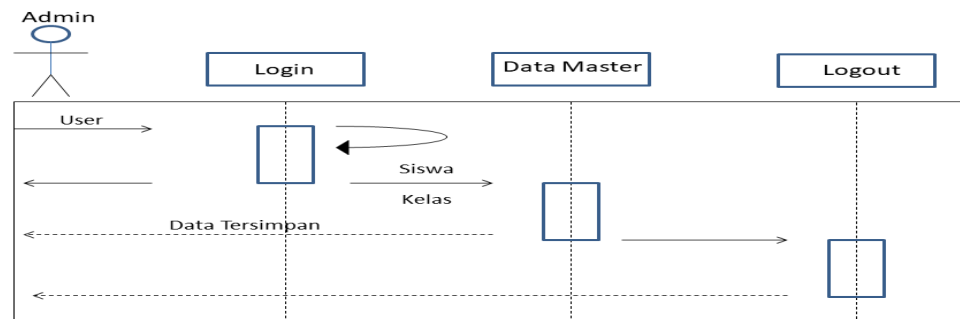 Admin
Login
Data Master
Logout
User
Siswa
Kelas
Data Tersimpan